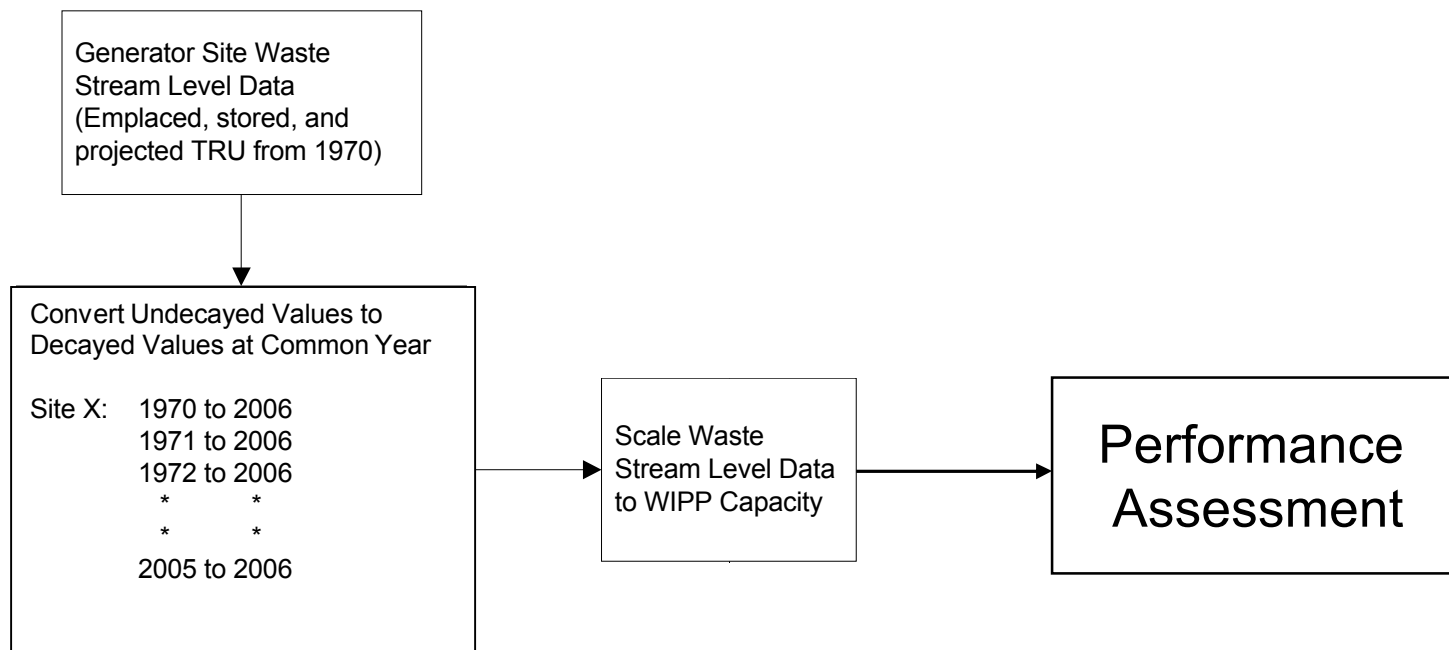 Generator Site Waste
Stream Level Data
(Emplaced, stored, and
projected TRU from 1970)
Convert Undecayed Values to
Decayed Values at Common Year
Site X: 1970 to 2006
1971 to 2006
1972 to 2006
* *
* *
2005 to 2006
Scale Waste
Stream Level Data
to WIPP Capacity
Performance
Assessment